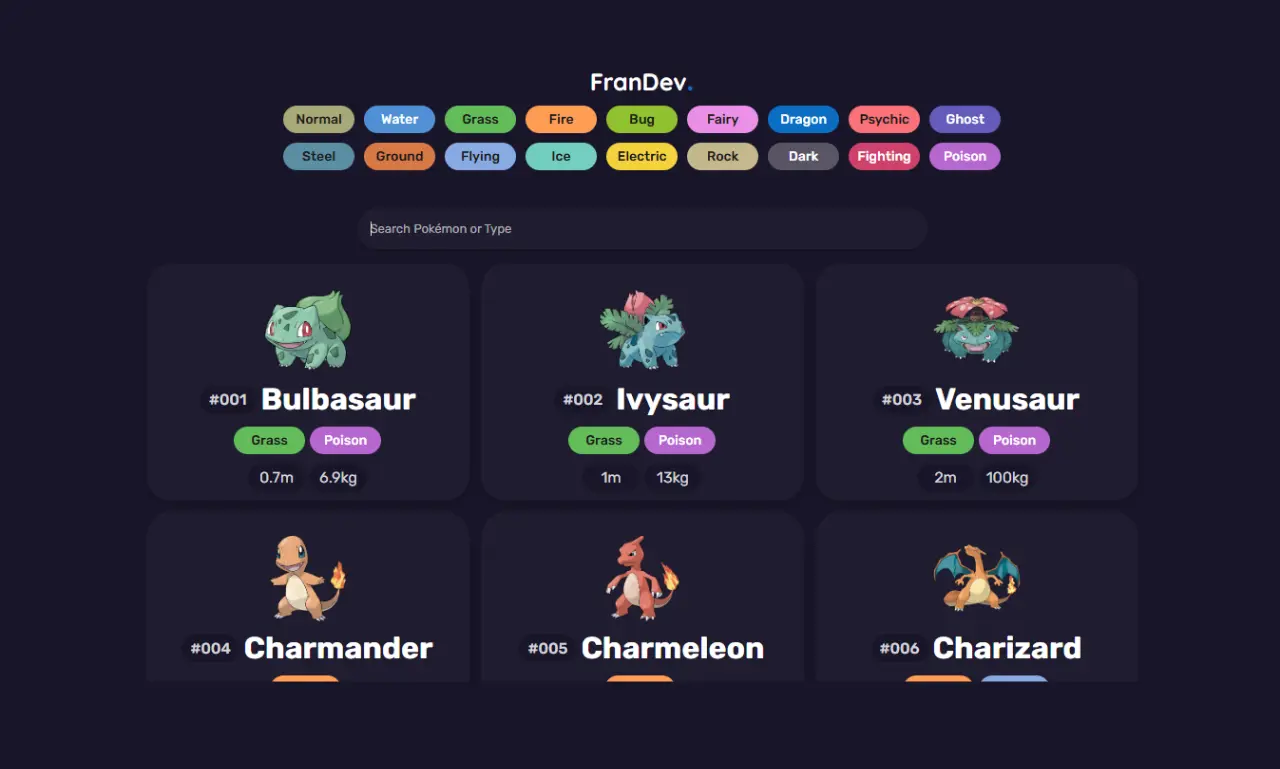 FranDev.
Normal Water Grass Fire Bug Fairy Dragon Psychic Ghost
Steel Ground Flying Ice Electric Rock Dark Fighting Poison
Search Pokémon or Type
#001 Bulbasaur
Grass Poison
0.7m 6.9kg
#002 Ivysaur
Grass Poison
1m 13kg
#003 Venusaur
Grass Poison
2m 100kg
#004 Charmander
#005 Charmeleon
#006 Charizard